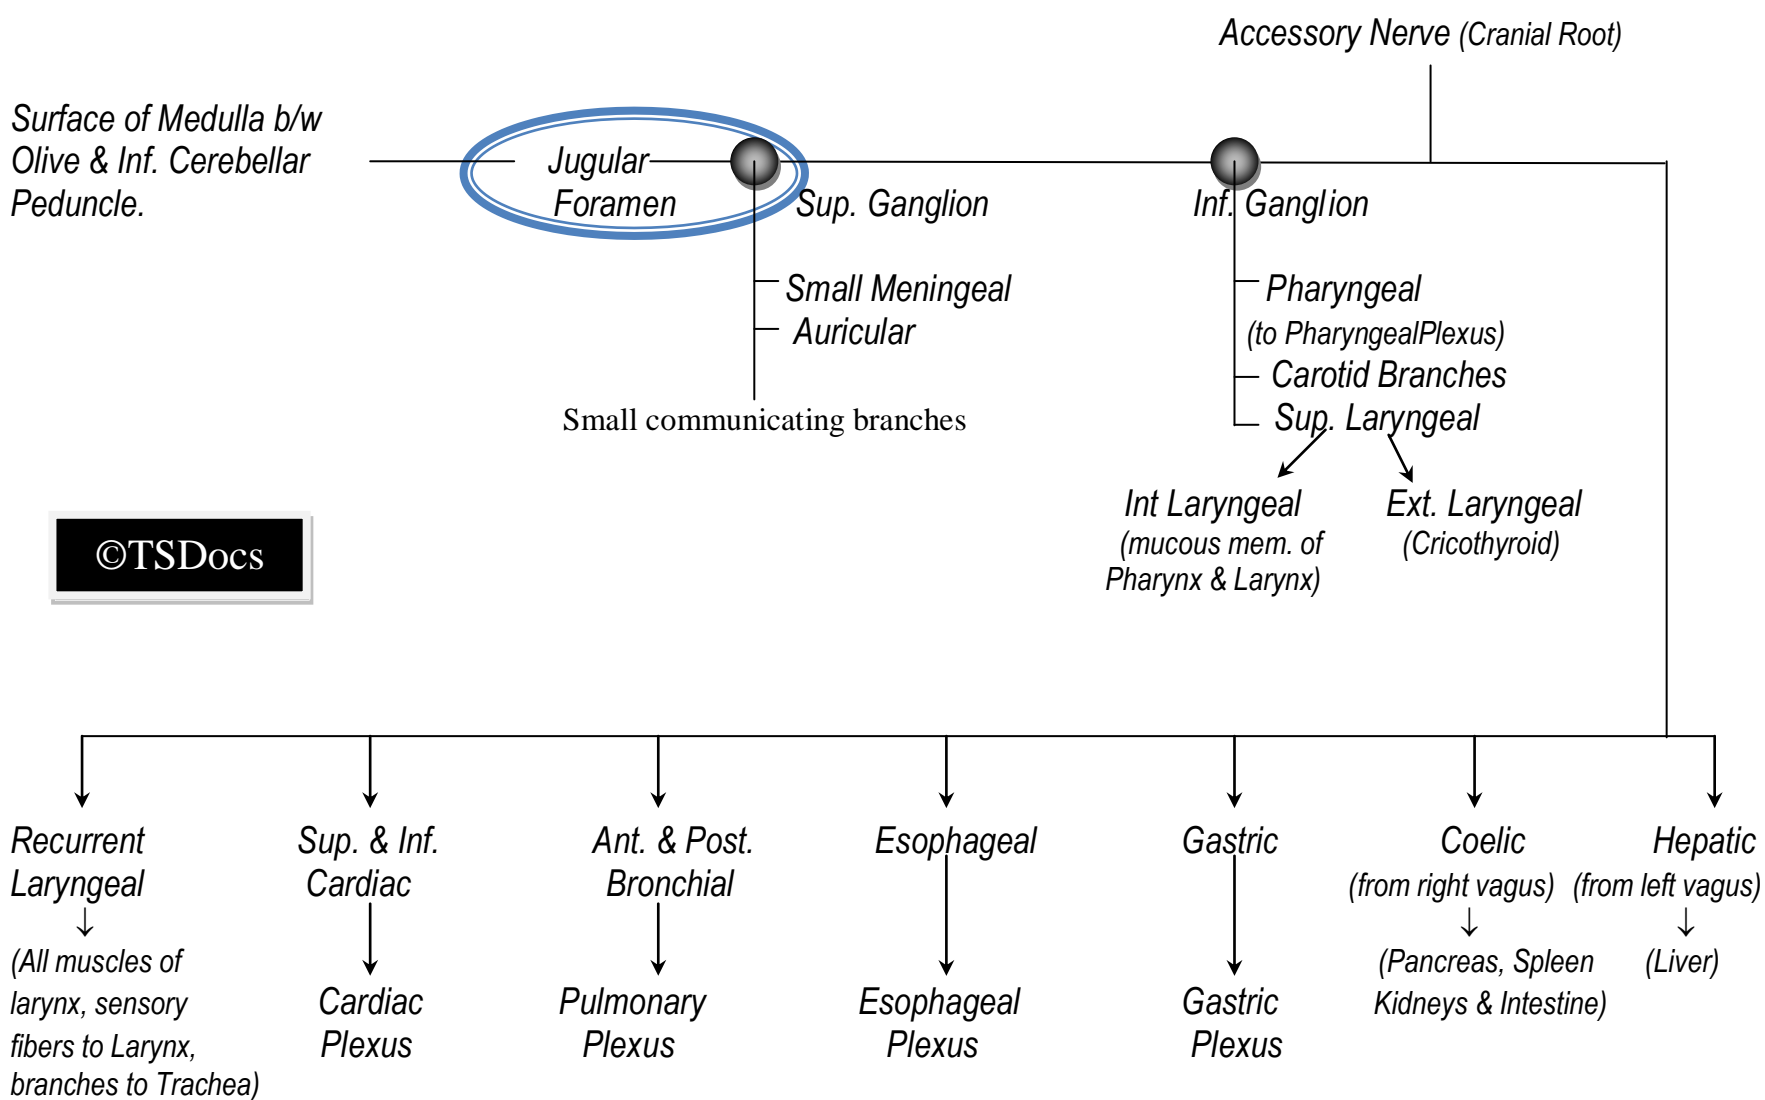 Accessory Nerve (Cranial Root)
Surface of Medulla b/w
Olive & Inf. Cerebellar
Peduncle.
Jugular
Foramen
Sup. Ganglion
Inf. Ganglion
Small Meningeal
Auricular
Small communicating branches
Pharyngeal
(to PharyngealPlexus)
Carotid Branches
Sup. Laryngeal
Int Laryngeal
(mucous mem. of
Pharynx & Larynx)
Ext. Laryngeal
(Cricothyroid)
©TSDocs
Recurrent
Laryngeal
(All muscles of
larynx, sensory
fibers to Larynx,
branches to Trachea)
Sup. & Inf.
Cardiac
Cardiac
Plexus
Ant. & Post.
Bronchial
Pulmonary
Plexus
Esophageal
Esophageal
Plexus
Gastric
Gastric
Plexus
Coelic
(from right vagus)
(Pancreas, Spleen
Kidneys & Intestine)
Hepatic
(from left vagus)
(Liver)